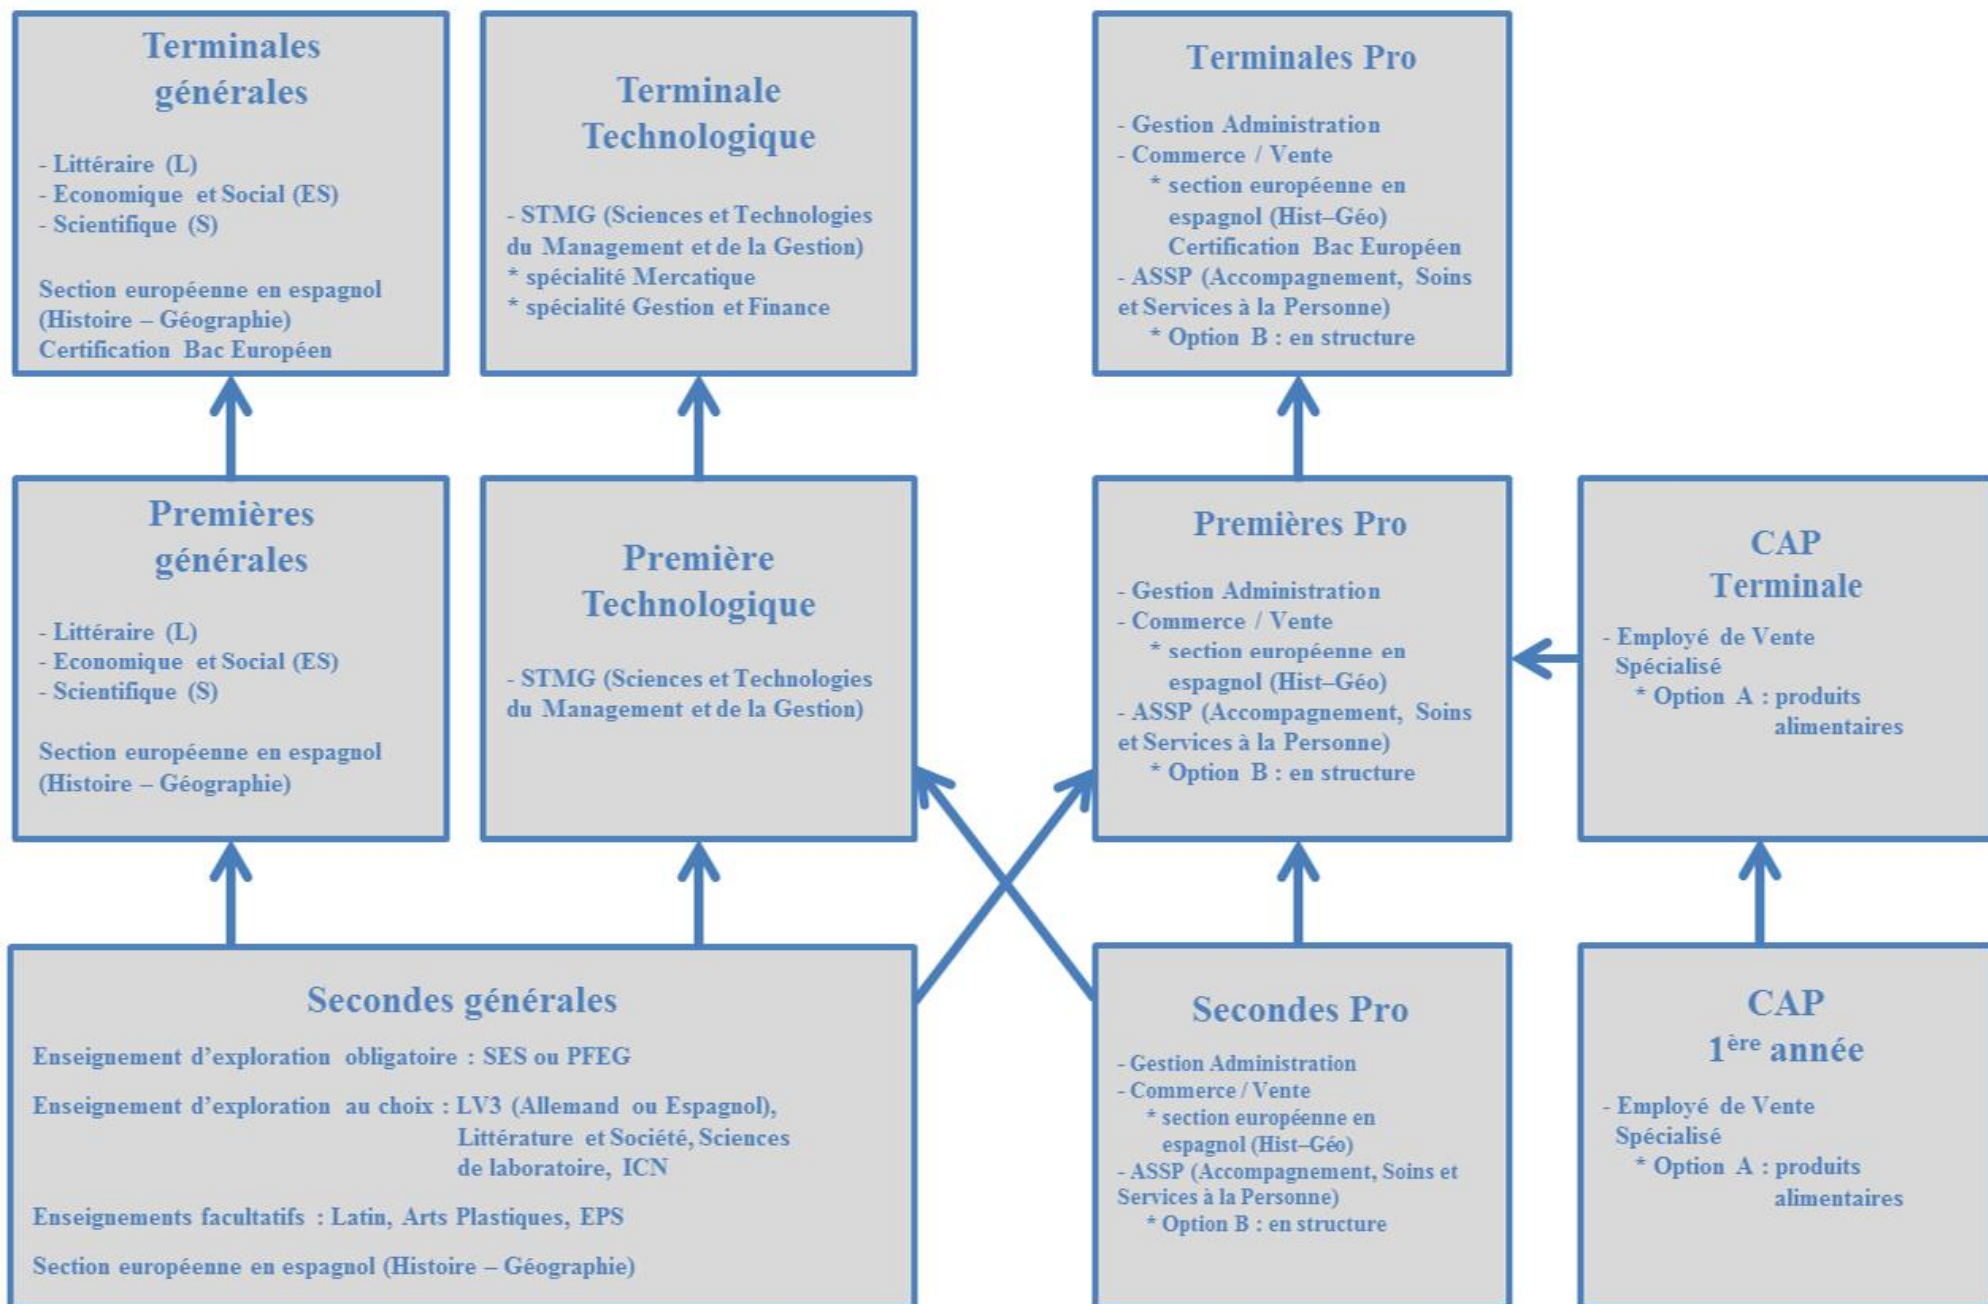 Terminales
générales
- Littéraire (L)
- Economique et Social (ES)
- Scientifique (S)
Section européenne en espagnol
(Histoire – Géographie)
Certification Bac Européen
Terminale
Technologique
- STMG (Sciences et Technologies
du Management et de la Gestion)
* spécialité Mercatique
* spécialité Gestion et Finance
Terminales Pro
- Gestion Administration
- Commerce / Vente
* section européenne en
espagnol (Hist–Géo)
Certification Bac Européen
- ASSP (Accompagnement, Soins
et Services à la Personne)
* Option B : en structure
Premières
générales
- Littéraire (L)
- Economique et Social (ES)
- Scientifique (S)
Section européenne en espagnol
(Histoire – Géographie)
Première
Technologique
- STMG (Sciences et Technologies
du Management et de la Gestion)
Premières Pro
- Gestion Administration
- Commerce / Vente
* section européenne en
espagnol (Hist–Géo)
- ASSP (Accompagnement, Soins
et Services à la Personne)
* Option B : en structure
CAP
Terminale
- Employé de Vente
Spécialisé
* Option A : produits
alimentaires
Secondes générales
Enseignement d’exploration obligatoire : SES ou PFEG
Enseignement d’exploration au choix : LV3 (Allemand ou Espagnol),
Littérature et Société, Sciences
de laboratoire, ICN
Enseignements facultatifs : Latin, Arts Plastiques, EPS
Section européenne en espagnol (Histoire – Géographie)
Secondes Pro
- Gestion Administration
- Commerce / Vente
* section européenne en
espagnol (Hist–Géo)
- ASSP (Accompagnement, Soins et
Services à la Personne)
* Option B : en structure
CAP
1ère année
- Employé de Vente
Spécialisé
* Option A : produits
alimentaires